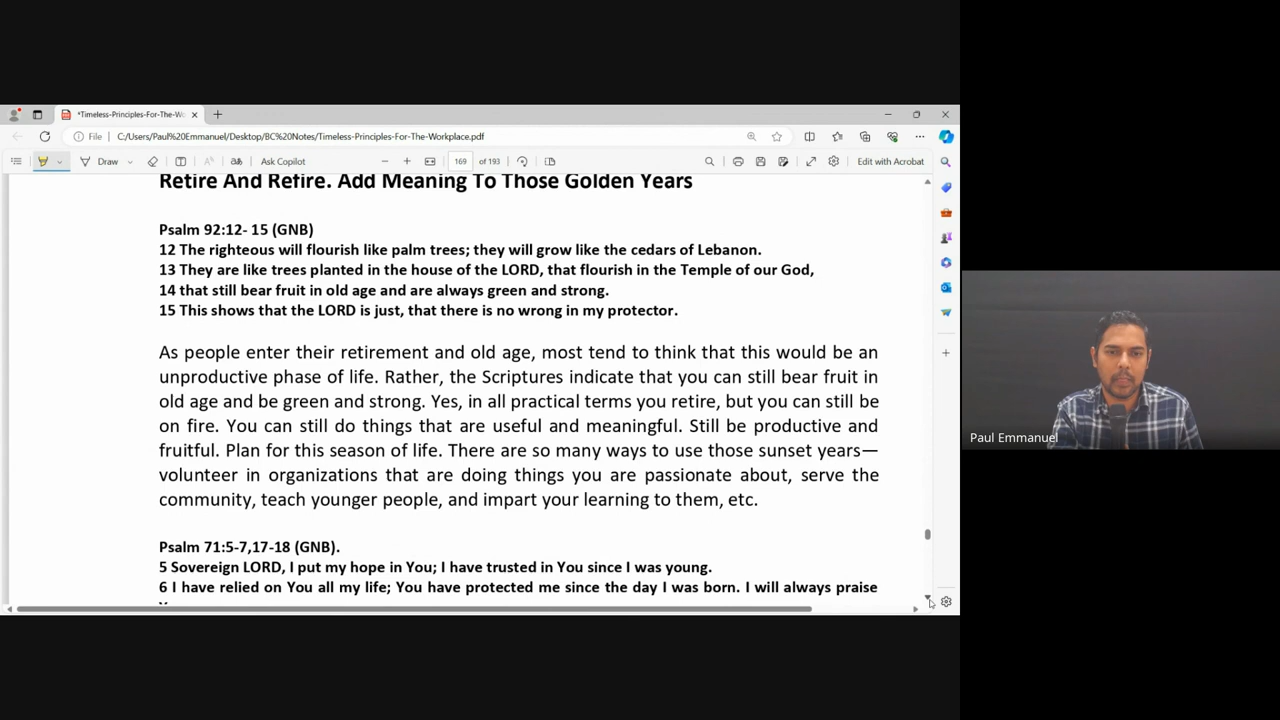 *Timeless-Principles-For-The-Wo
File
C:/Users/Paul%20Emmanuel/Desktop/BC%20Notes/Timeless-Principles-For-The-Workplace.pdf
Draw
Ask Copilot
169 of 193
Edit with Acrobat
Retire And Refire. Add Meaning To Those Golden Years
Psalm 92:12- 15 (GNB)
12 The righteous will flourish like palm trees; they will grow like the cedars of Lebanon.
13 They are like trees planted in the house of the LORD, that flourish in the Temple of our God,
14 that still bear fruit in old age and are always green and strong.
15 This shows that the LORD is just, that there is no wrong in my protector.
As people enter their retirement and old age, most tend to think that this would be an
unproductive phase of life. Rather, the Scriptures indicate that you can still bear fruit in
old age and be green and strong. Yes, in all practical terms you retire, but you can still be
on fire. You can still do things that are useful and meaningful. Still be productive and
fruitful. Plan for this season of life. There are so many ways to use those sunset years—
volunteer in organizations that are doing things you are passionate about, serve the
community, teach younger people, and impart your learning to them, etc.
Psalm 71:5-7,17-18 (GNB).
5 Sovereign LORD, I put my hope in You; I have trusted in You since I was young.
6 I have relied on You all my life; You have protected me since the day I was born. I will always praise
Paul Emmanuel